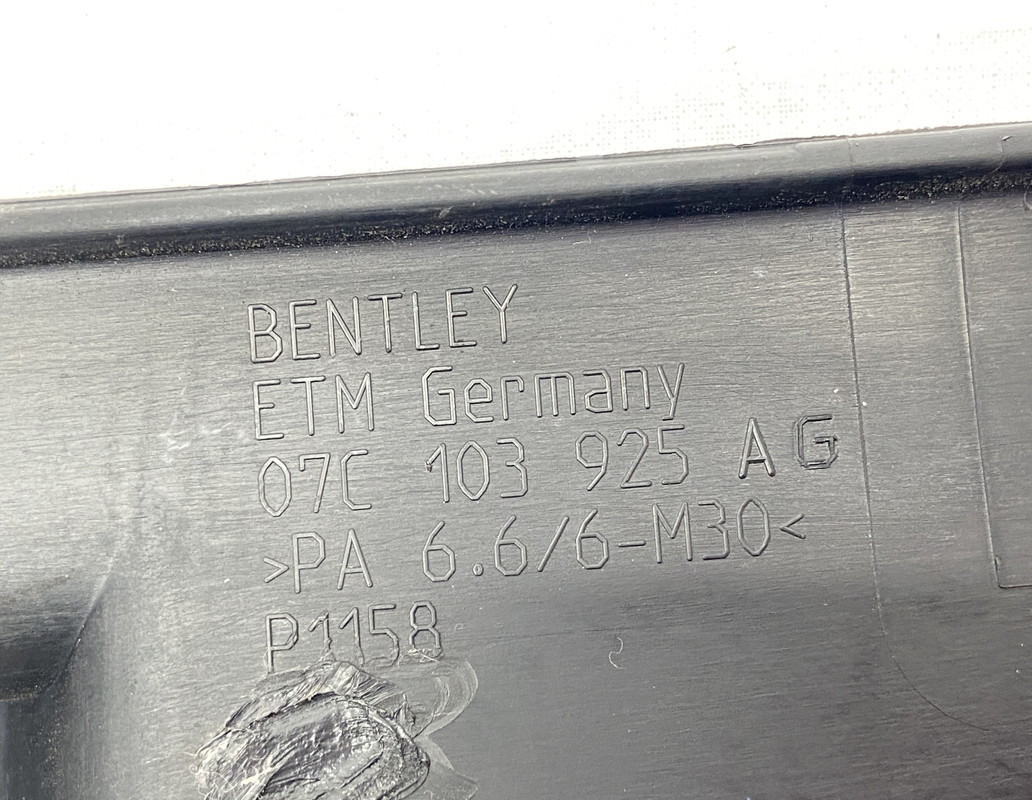 BENTLEY
ETM Germany
07C 103 925 AG
>PA 6.6/6-M30<
P1158